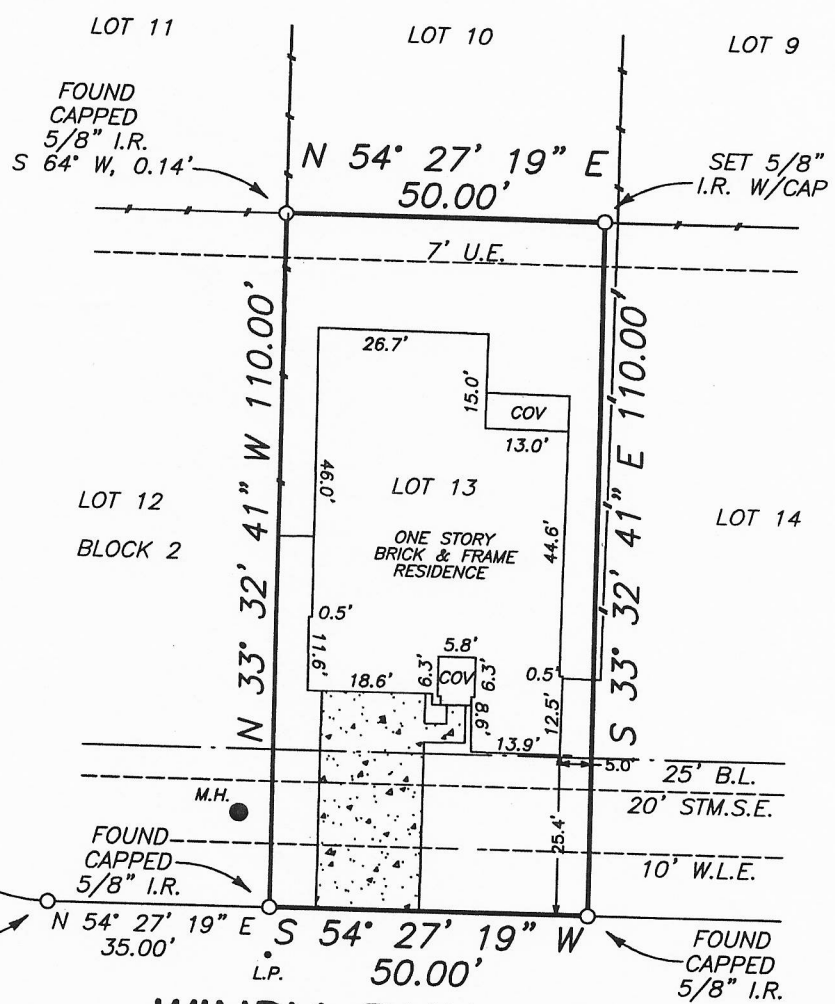 LOT 11
LOT 10
LOT 9
FOUND
CAPPED
5/8" I.R.
S 64° W, 0.14'
N 54° 27' 19" E
50.00'
SET 5/8"
I.R. W/CAP
7' U.E.
N 33° 32' 41" W 110.00'
S 33° 32' 41" E 110.00'
26.7'
15.0'
COV
13.0'
46.0'
LOT 13
LOT 12
BLOCK 2
LOT 14
ONE STORY
BRICK & FRAME
RESIDENCE
44.6'
0.5'
11.6'
18.6'
5.8'
6.3'
COV
6.3'
8.6'
0.5'
12.5'
13.9'
5.0'
25' B.L.
20' STM.S.E.
M.H.
25.4'
10' W.L.E.
FOUND
CAPPED
5/8" I.R.
N 54° 27' 19" E
35.00'
S 54° 27' 19" W
50.00'
L.P.
FOUND
CAPPED
5/8" I.R.